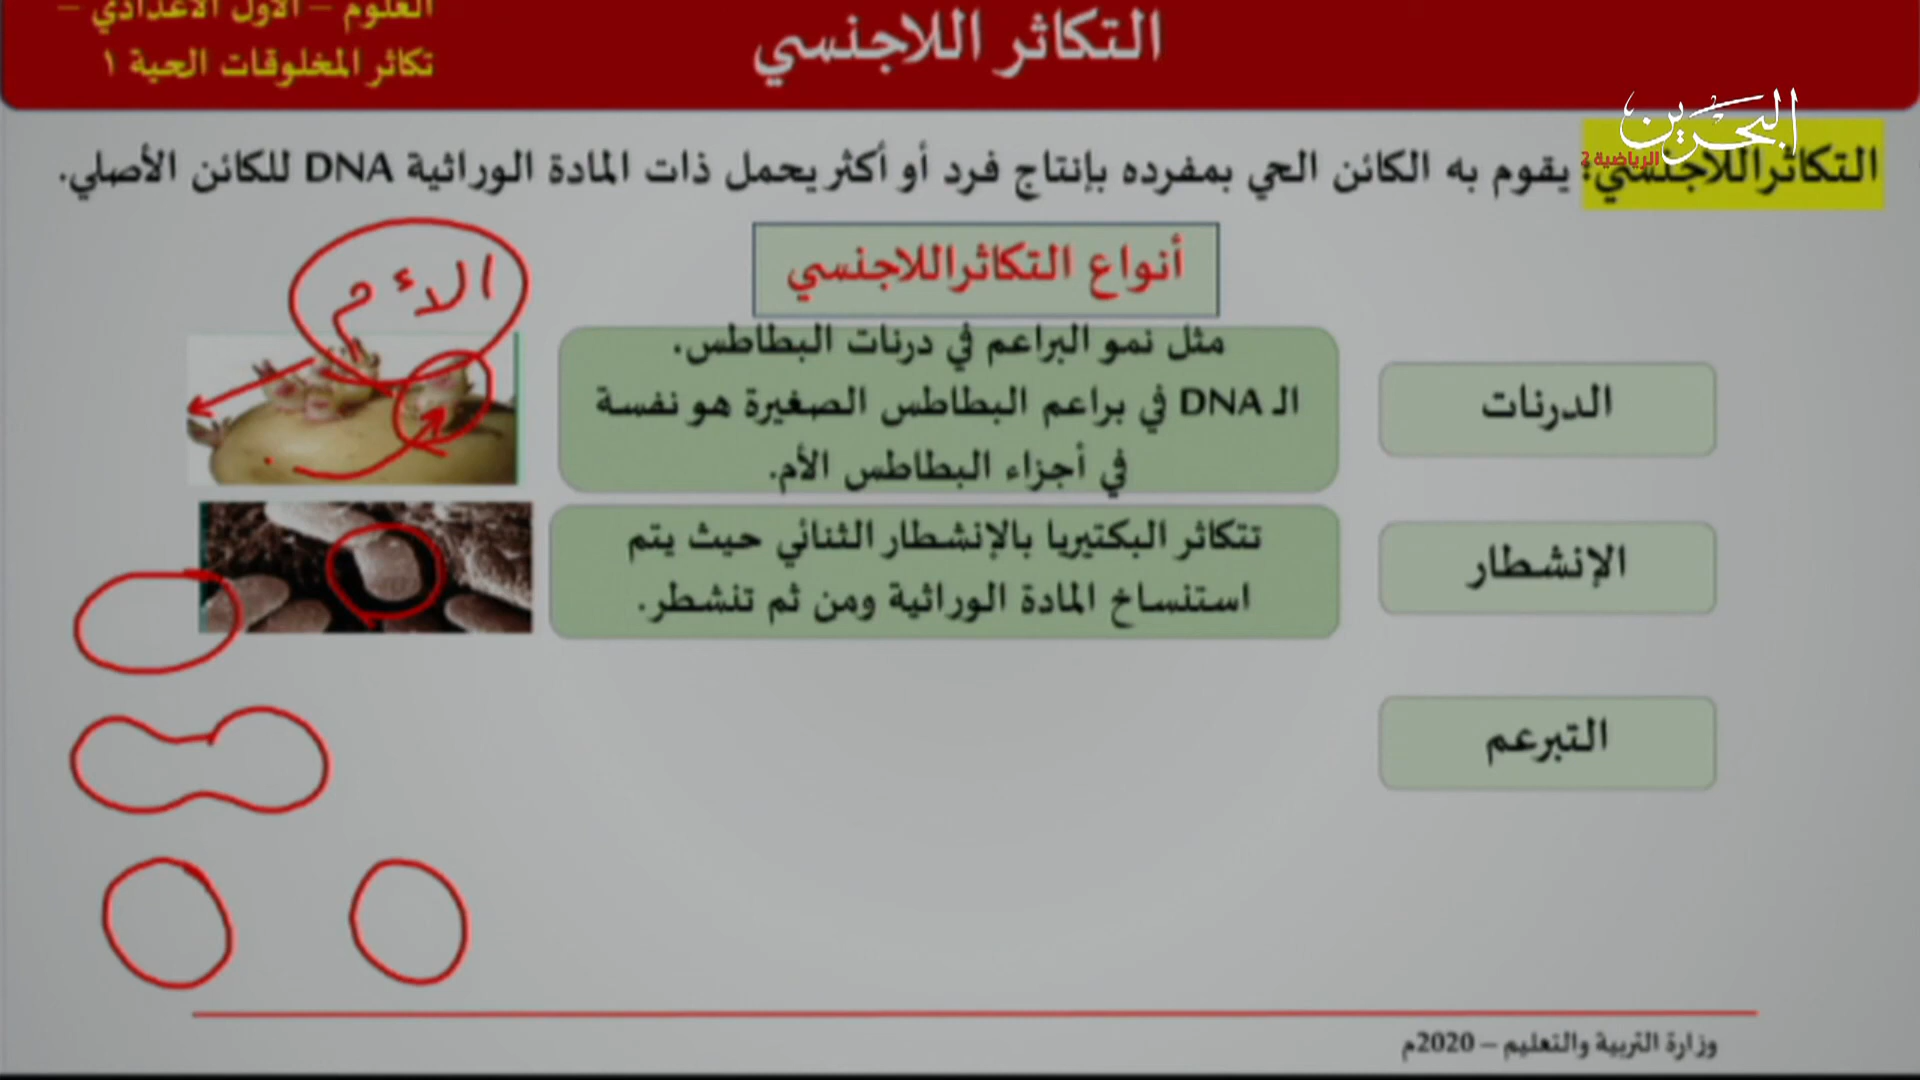 التكاثر اللاجنسي
العلوم – الأول الاعدادي –
تكاثر المخلوقات الحية ١
البحرين
الرياضية 2
التكاثر اللاجنسي: يقوم به الكائن الحي بمفرده بإنتاج فرد أو أكثر يحمل ذات المادة الوراثية DNA للكائن الأصلي.
أنواع التكاثر اللاجنسي
الأم
الدرنات
مثل نمو البراعم في درنات البطاطس.
الـ DNA في براعم البطاطس الصغيرة هو نفسة
في أجزاء البطاطس الأم.
الإنشطار
تتكاثر البكتيريا بالإنشطار الثنائي حيث يتم
استنساخ المادة الوراثية ومن ثم تنشطر.
التبرعم
وزارة التربية والتعليم – 2020م